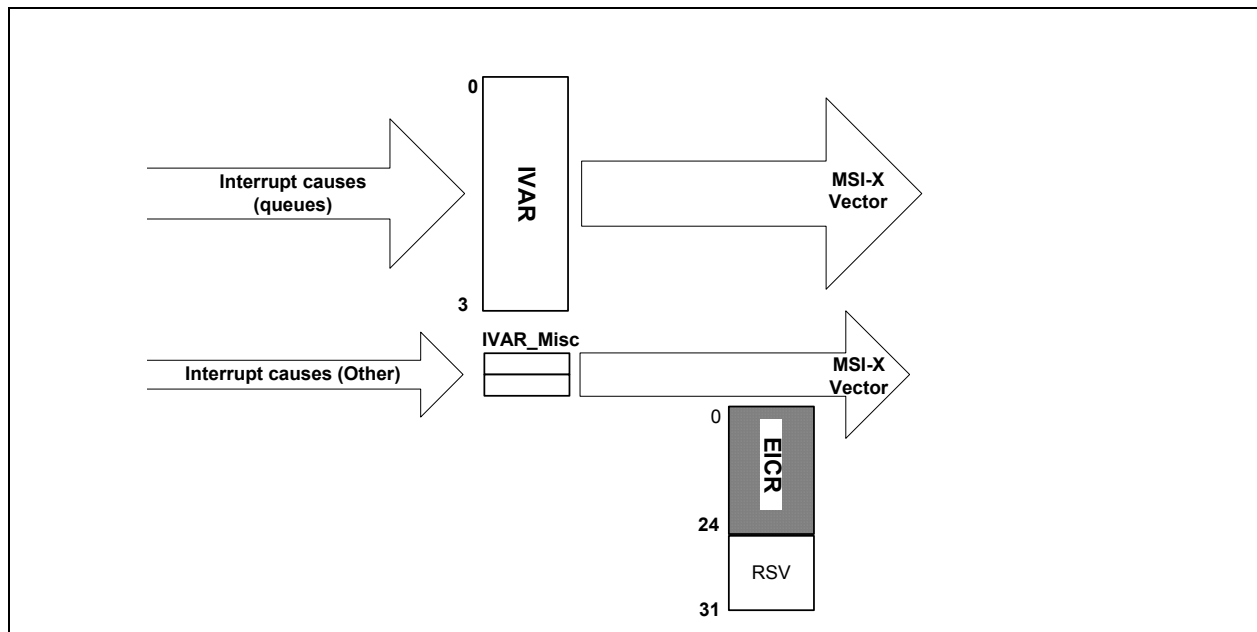 0
Interrupt causes
(queues)
IVAR
MSI-X
Vector
3
IVAR_Misc
Interrupt causes (Other)
MSI-X
Vector
0
EICR
24
RSV
31